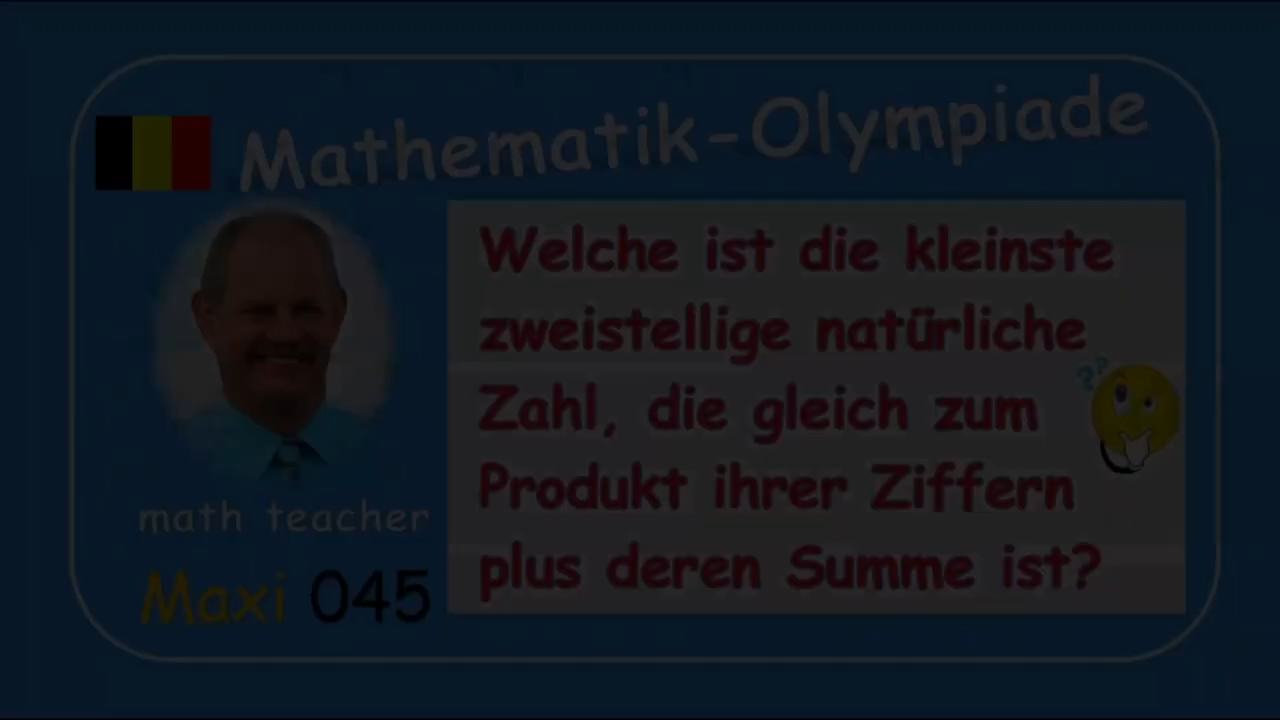 Mathematik-Olympiade
Welche ist die kleinste
zweistellige natürliche
Zahl, die gleich zum
Produkt ihrer Ziffern
plus deren Summe ist?
??
math teacher
Maxi 045